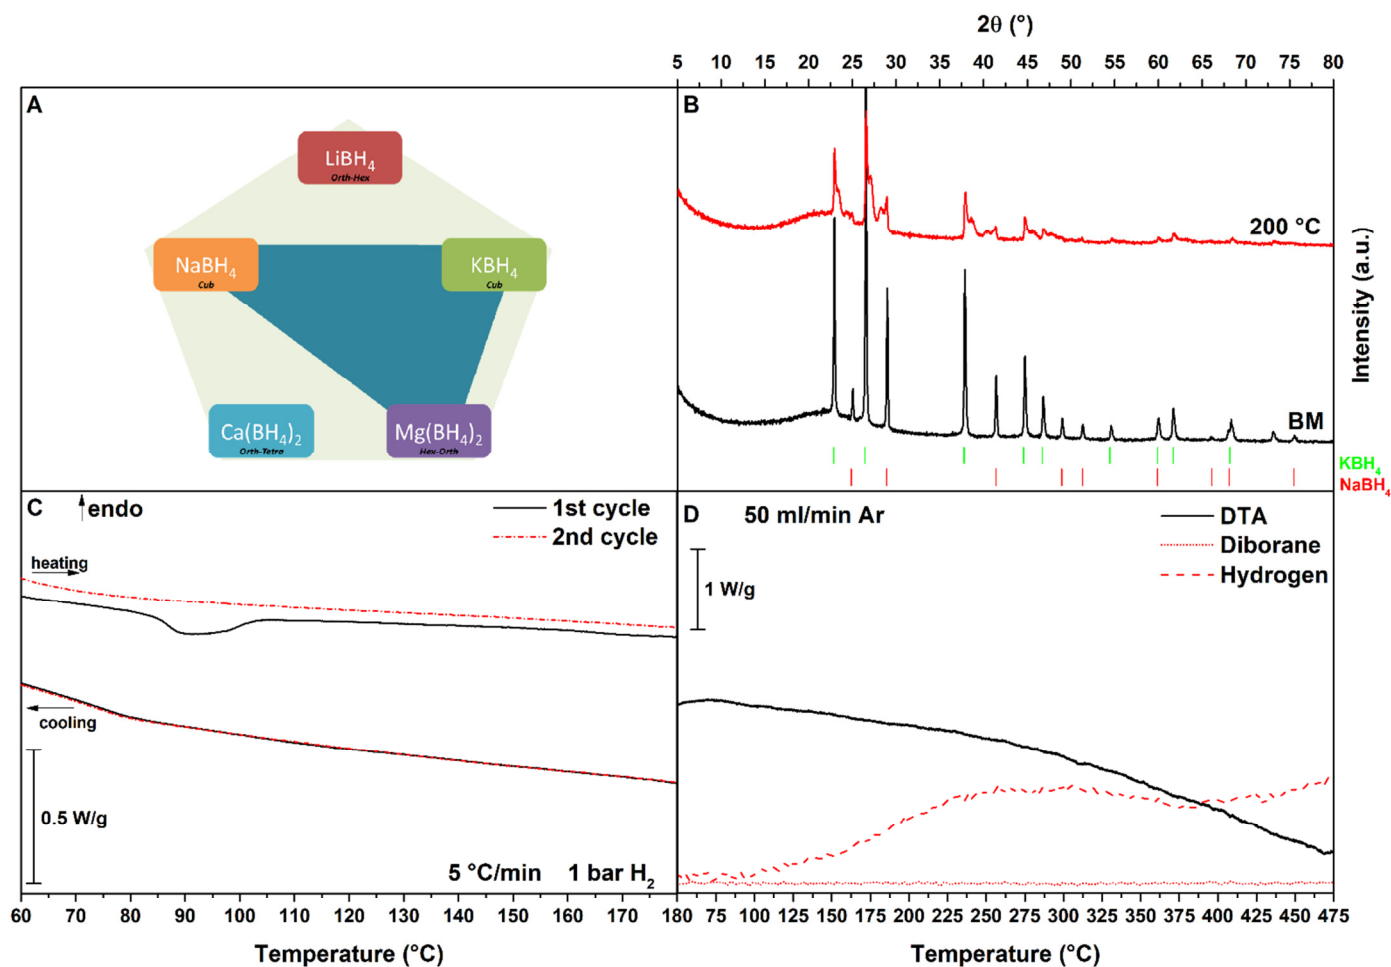 2θ (°)
5 10 15 20 25 30 35 40 45 50 55 60 65 70 75 80
A
LiBH4
Orth-Hex
NaBH4
Cub
KBH4
Cub
Ca(BH4)2
Orth-Tetra
Mg(BH4)2
Hex-Orth
B
200 °C
BM
KBH4
NaBH4
Intensity (a.u.)
C
endo
1st cycle
2nd cycle
heating
cooling
0.5 W/g
5 °C/min 1 bar H2
60 70 80 90 100 110 120 130 140 150 160 170 180
Temperature (°C)
D
50 ml/min Ar
DTA
Diborane
Hydrogen
1 W/g
75 125 150 175 200 225 250 275 300 325 350 375 400 425 450 475
Temperature (°C)